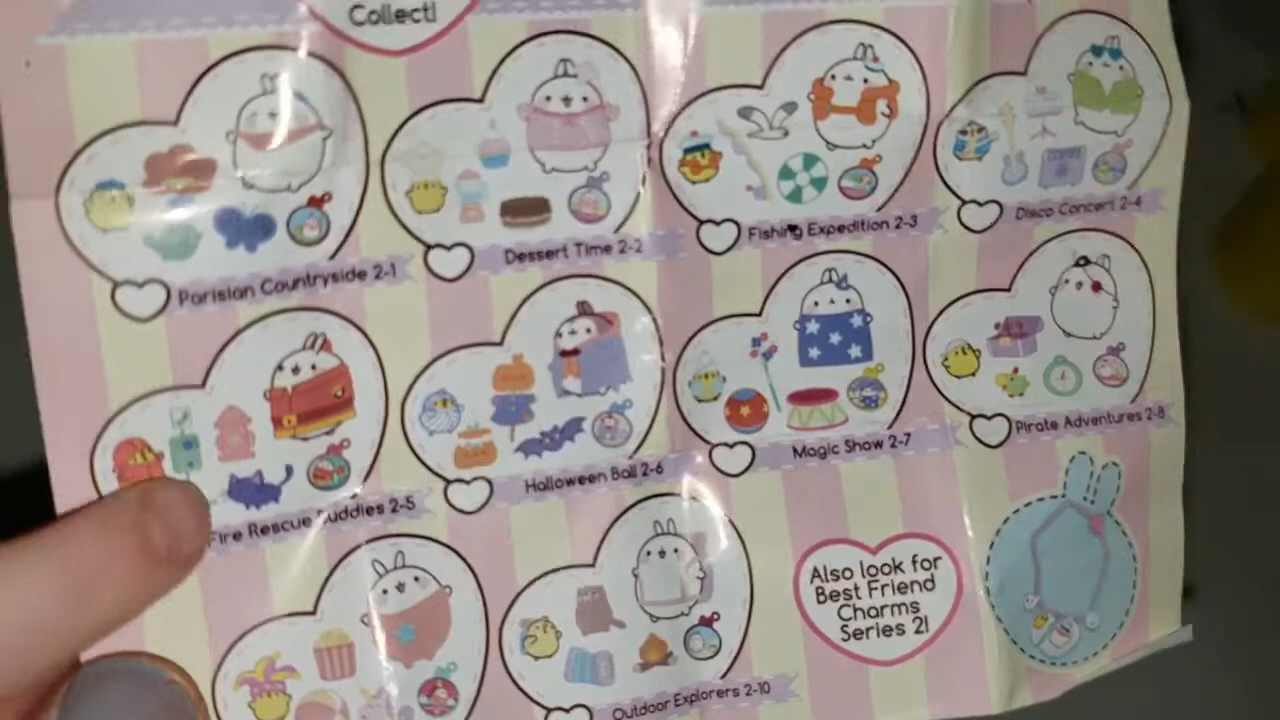 Collect!
Parisian Countryside 2-1
Dessert Time 2-2
Fishing Expedition 2-3
Disco Concert 2-4
Fire Rescue Buddies 2-5
Halloween Ball 2-6
Magic Show 2-7
Pirate Adventures 2-8
Outdoor Explorers 2-10
Also look for
Best Friend
Charms
Series 2!